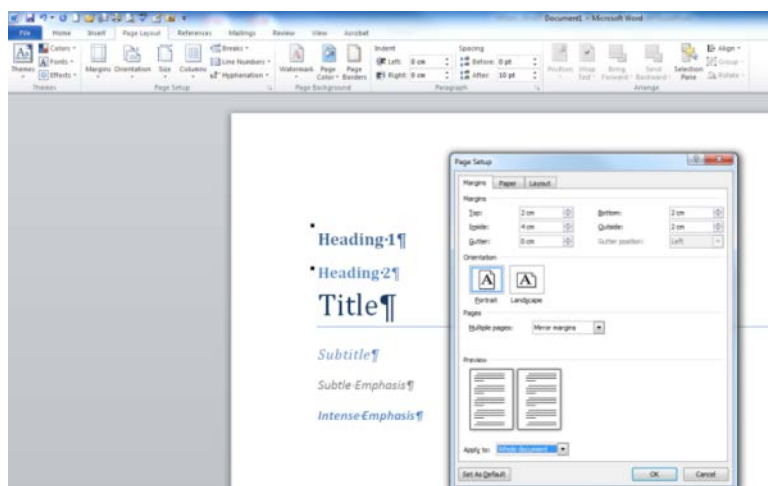 Document1 - Microsoft Word
File Home Insert Page Layout References Mailings Review View Acrobat
Colors Breaks Indent Spacing Align
Fonts Line Numbers Left: 0 cm Before: 0 pt Group
Themes Effects Margins Orientation Size Columns Hyphenation Watermark Page Color Page Borders Right: 0 cm After: 10 pt Position Wrap Text Bring Forward Send Backward Selection Pane Rotate
Themes Page Setup Page Background Paragraph Arrange
Page Setup
Margins Paper Layout
Margins
Top: 2 cm Bottom: 2 cm
Inside: 4 cm Outside: 2 cm
Gutter: 0 cm Gutter position: Left
Orientation
Portrait Landscape
Pages
Multiple pages: Mirror margins
Preview
Apply to: Whole document
Set As Default OK Cancel
Heading·1¶
Heading·2¶
Title¶
Subtitle¶
Subtle·Emphasis¶
Intense·Emphasis¶